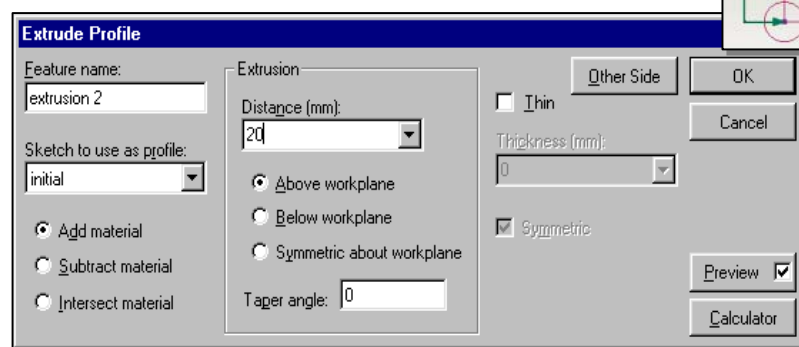 Extrude Profile
Feature name:
extrusion 2
Sketch to use as profile:
initial
Add material
Subtract material
Intersect material
Extrusion
Distance (mm):
20
Above workplane
Below workplane
Symmetric about workplane
Taper angle: 0
Other Side
Thin
Thickness (mm):
0
Symmetric
OK
Cancel
Preview
Calculator